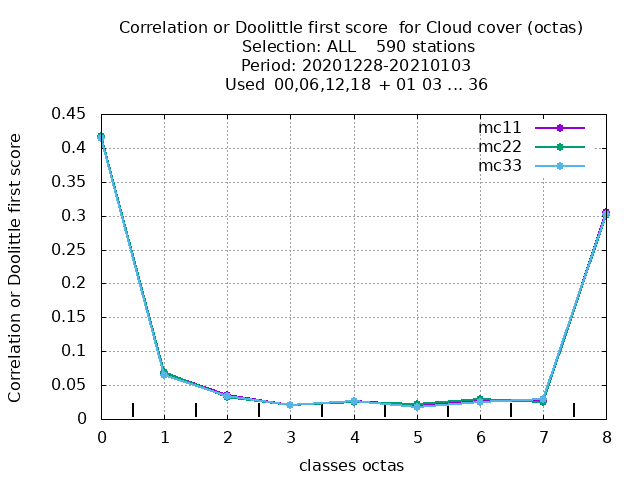 Correlation or Doolittle first score  for Cloud cover (octas)
Selection: ALL    590 stations
Period: 20201228-20210103
Used  00,06,12,18  + 01 03 ... 36
Correlation or Doolittle first score
mc11
mc22
mc33
0.45
0.4
0.35
0.3
0.25
0.2
0.15
0.1
0.05
0
0 1 2 3 4 5 6 7 8
classes octas